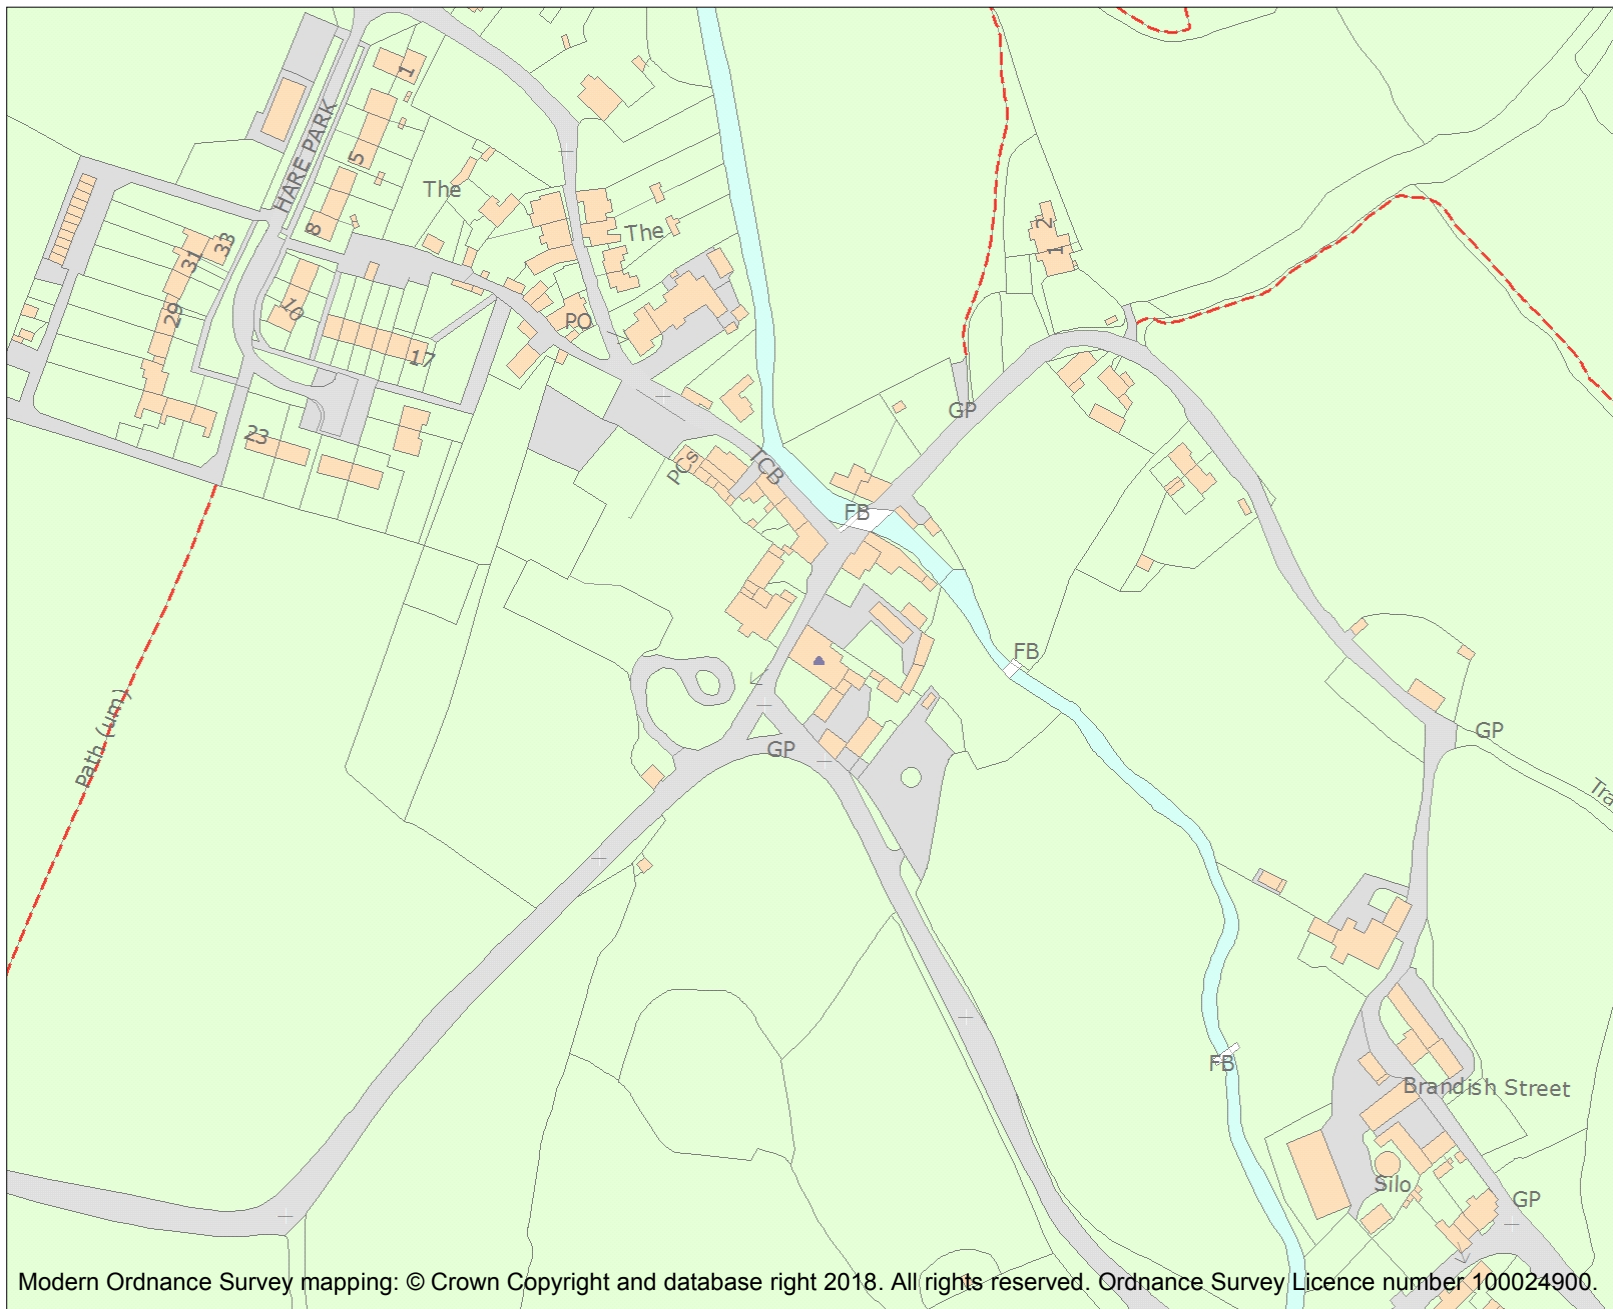 1
HARE PARK
5
The
8
2
1
The
33
31
10
29
PO
17
GP
23
PCs
TCB
FB
FB
Path (um)
GP
GP
Tra
FB
Brandish Street
Silo
GP
Modern Ordnance Survey mapping: © Crown Copyright and database right 2018. All rights reserved. Ordnance Survey Licence number 100024900.